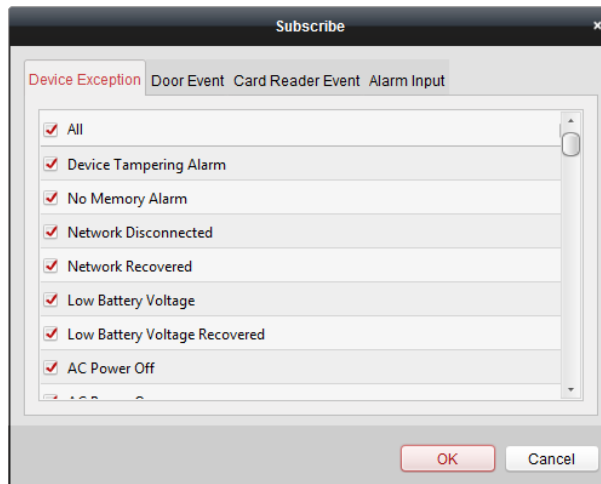 Subscribe
Device Exception Door Event Card Reader Event Alarm Input
All
Device Tampering Alarm
No Memory Alarm
Network Disconnected
Network Recovered
Low Battery Voltage
Low Battery Voltage Recovered
AC Power Off
OK Cancel